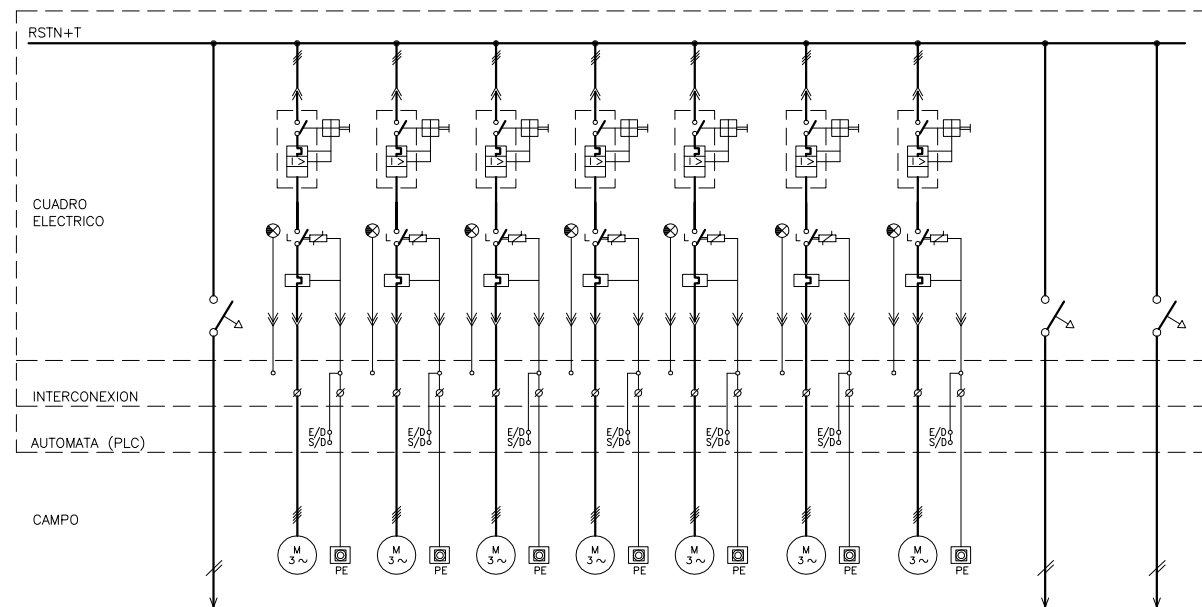 RSTN+T
I > I > I > I > I > I > I >
CUADRO
ELECTRICO
L L L L L L L
INTERCONEXION
E/D E/D E/D E/D E/D E/D E/D
S/D S/D S/D S/D S/D S/D S/D
AUTOMATA (PLC)
CAMPO
M M M M M M M
3 ~ 3 ~ 3 ~ 3 ~ 3 ~ 3 ~ 3 ~
PE PE PE PE PE PE PE